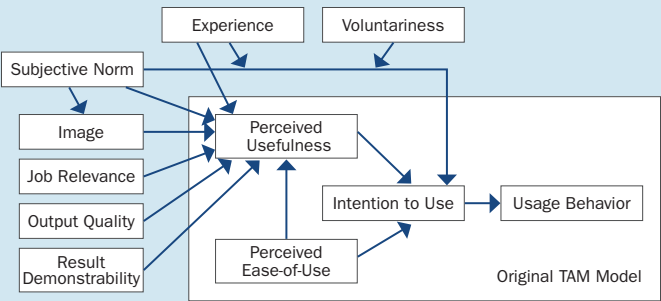 Experience
Voluntariness
Subjective Norm
Image
Perceived
Usefulness
Job Relevance
Intention to Use
Usage Behavior
Output Quality
Perceived
Ease-of-Use
Result
Demonstrability
Original TAM Model